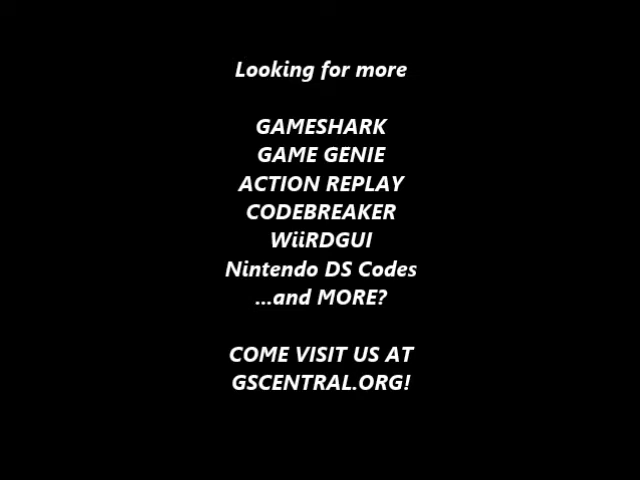 Looking for more
GAMESHARK
GAME GENIE
ACTION REPLAY
CODEBREAKER
WiiRDGUI
Nintendo DS Codes
...and MORE?
COME VISIT US AT
GSCENTRAL.ORG!